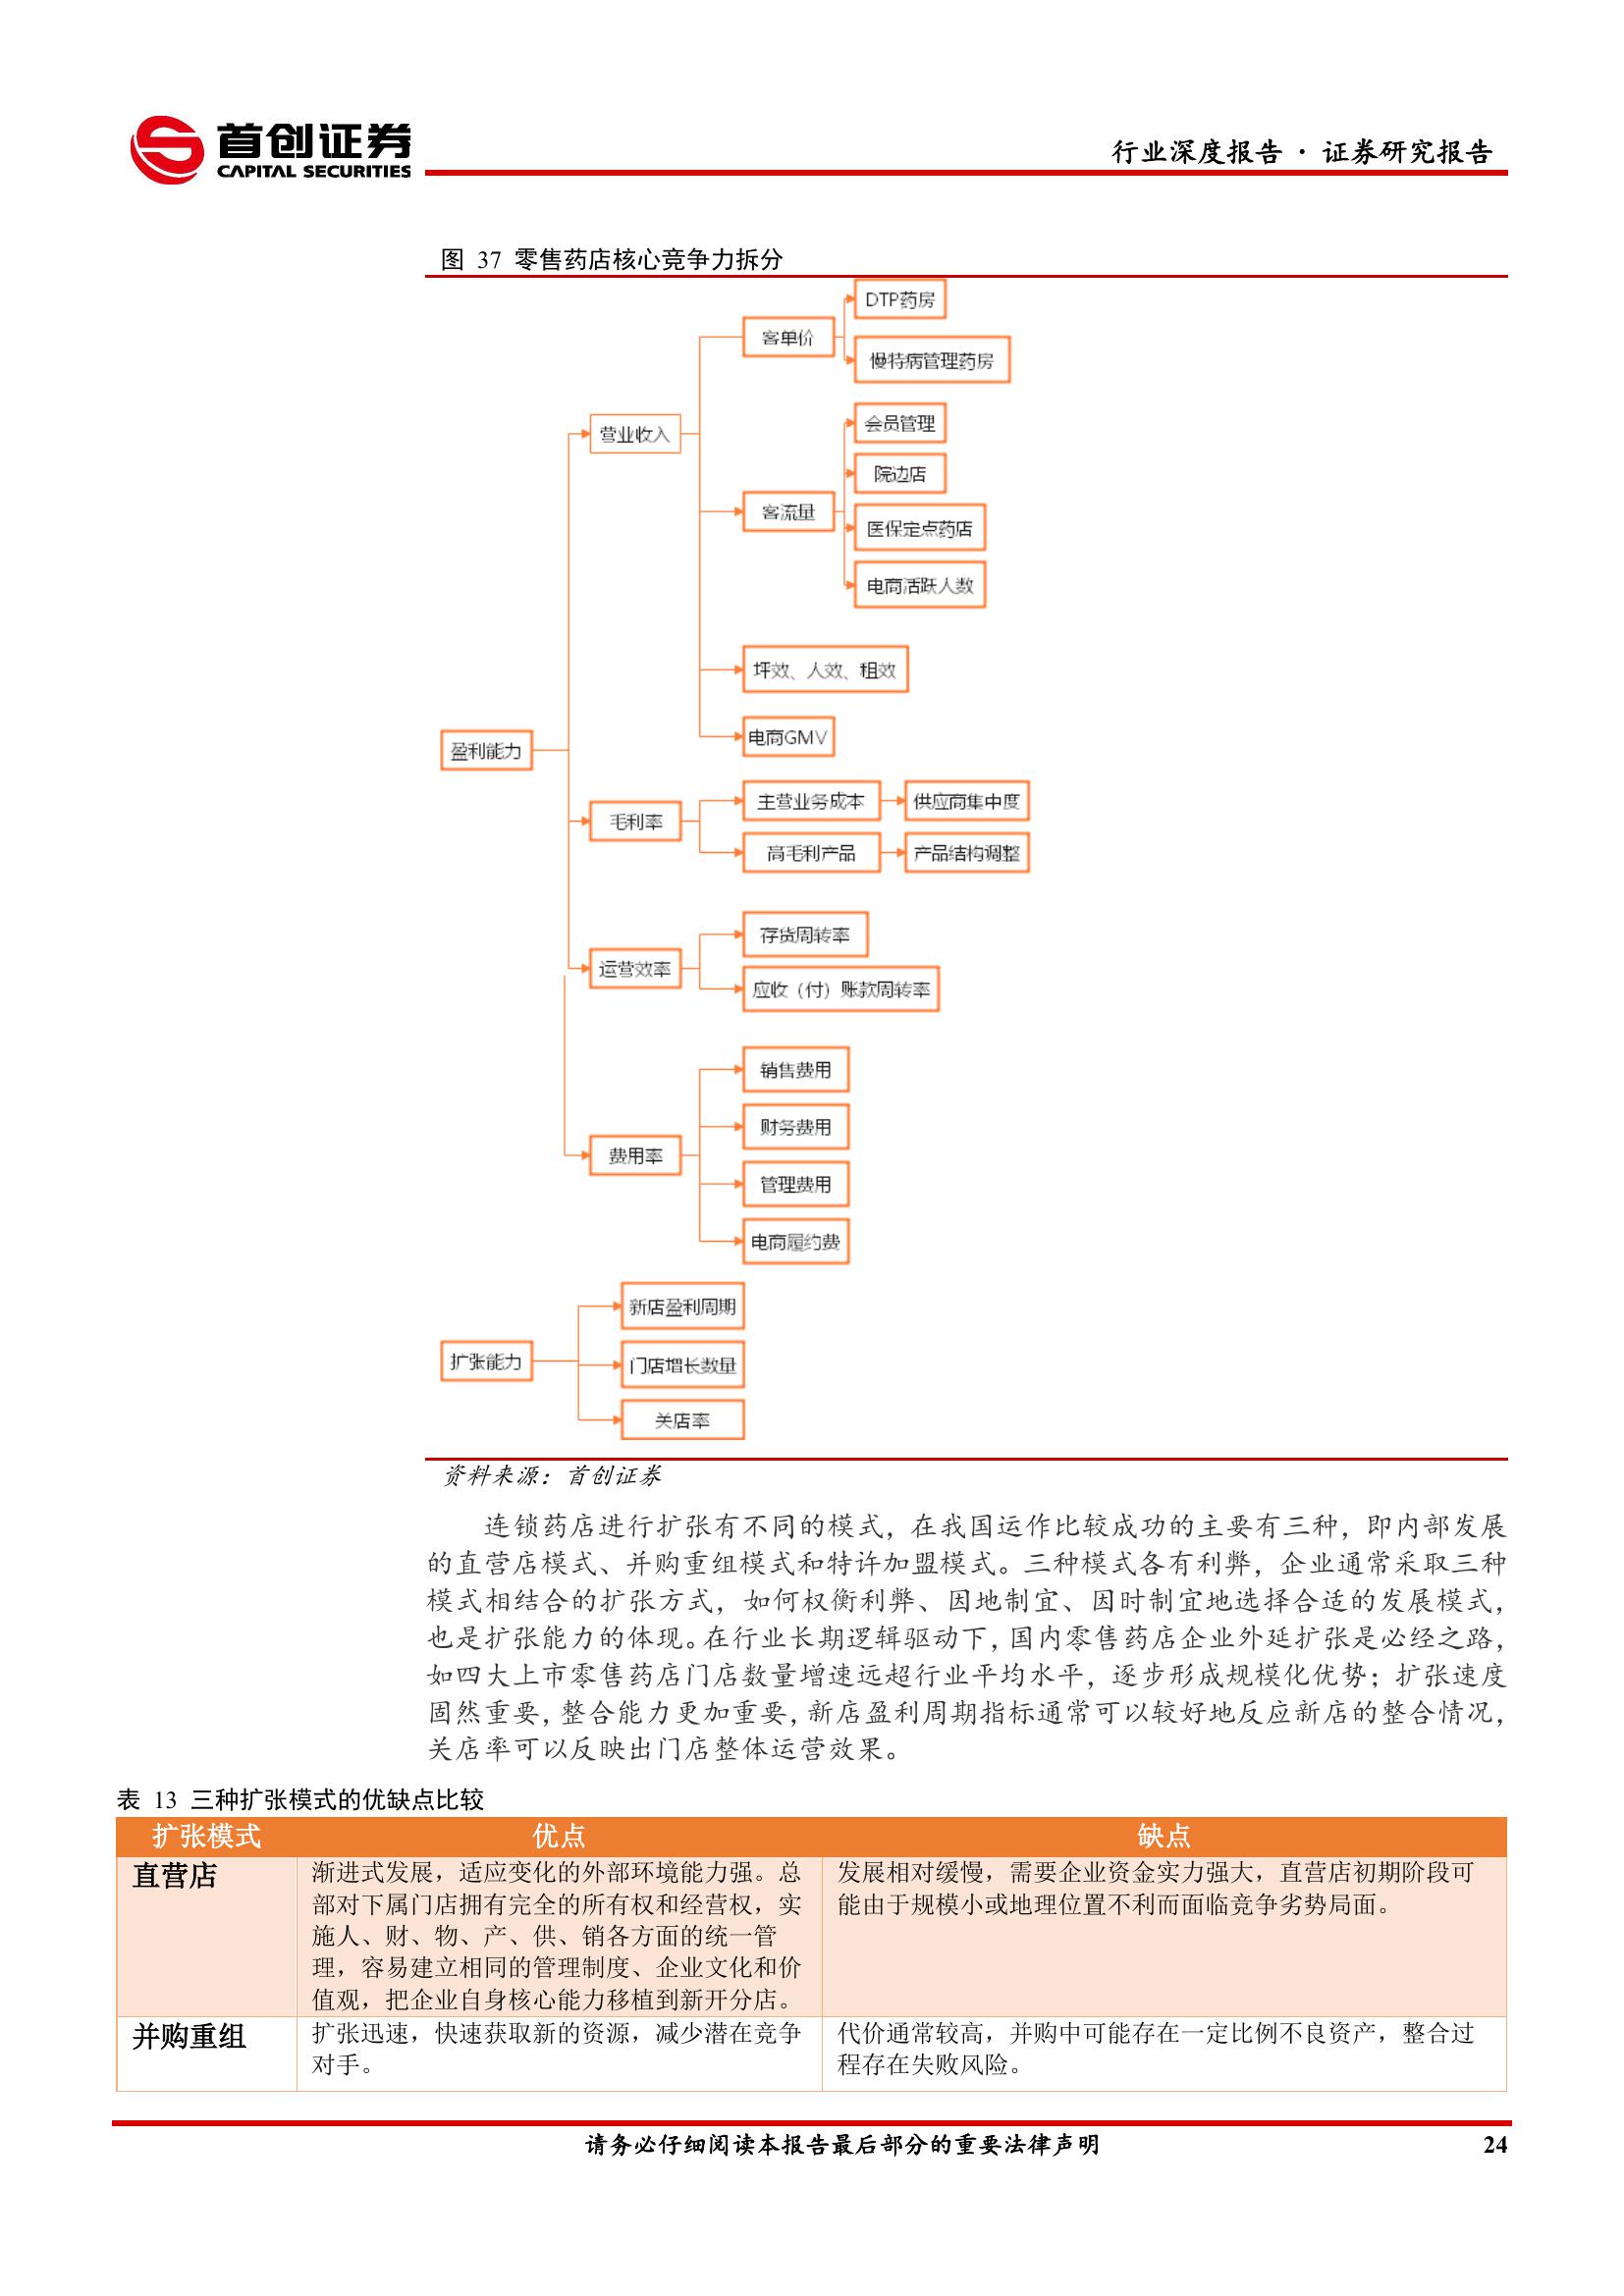 首创证券
CAPITAL SECURITIES
行业深度报告 · 证券研究报告
图 37 零售药店核心竞争力拆分
DTP药房
客单价
慢特病管理药房
会员管理
营业收入
院边店
客流量
医保定点药店
电商活跃人数
坪效、人效、租效
电商GMV
盈利能力
主营业务成本
供应商集中度
毛利率
高毛利产品
产品结构调整
存货周转率
运营效率
应收（付）账款周转率
销售费用
财务费用
费用率
管理费用
电商履约费
新店盈利周期
扩张能力
门店增长数量
关店率
资料来源：首创证券
连锁药店进行扩张有不同的模式，在我国运作比较成功的主要有三种，即内部发展
的直营店模式、并购重组模式和特许加盟模式。三种模式各有利弊，企业通常采取三种
模式相结合的扩张方式，如何权衡利弊、因地制宜、因时制宜地选择合适的发展模式，
也是扩张能力的体现。在行业长期逻辑驱动下，国内零售药店企业外延扩张是必经之路，
如四大上市零售药店门店数量增速远超行业平均水平，逐步形成规模化优势；扩张速度
固然重要，整合能力更加重要，新店盈利周期指标通常可以较好地反应新店的整合情况，
关店率可以反映出门店整体运营效果。
表 13 三种扩张模式的优缺点比较
扩张模式 优点 缺点
直营店
渐进式发展，适应变化的外部环境能力强。总
部对下属门店拥有完全的所有权和经营权，实
施人、财、物、产、供、销各方面的统一管
理，容易建立相同的管理制度、企业文化和价
值观，把企业自身核心能力移植到新开分店。
发展相对缓慢，需要企业资金实力强大，直营店初期阶段可
能由于规模小或地理位置不利而面临竞争劣势局面。
并购重组
扩张迅速，快速获取新的资源，减少潜在竞争
对手。
代价通常较高，并购中可能存在一定比例不良资产，整合过
程存在失败风险。
请务必仔细阅读本报告最后部分的重要法律声明
24